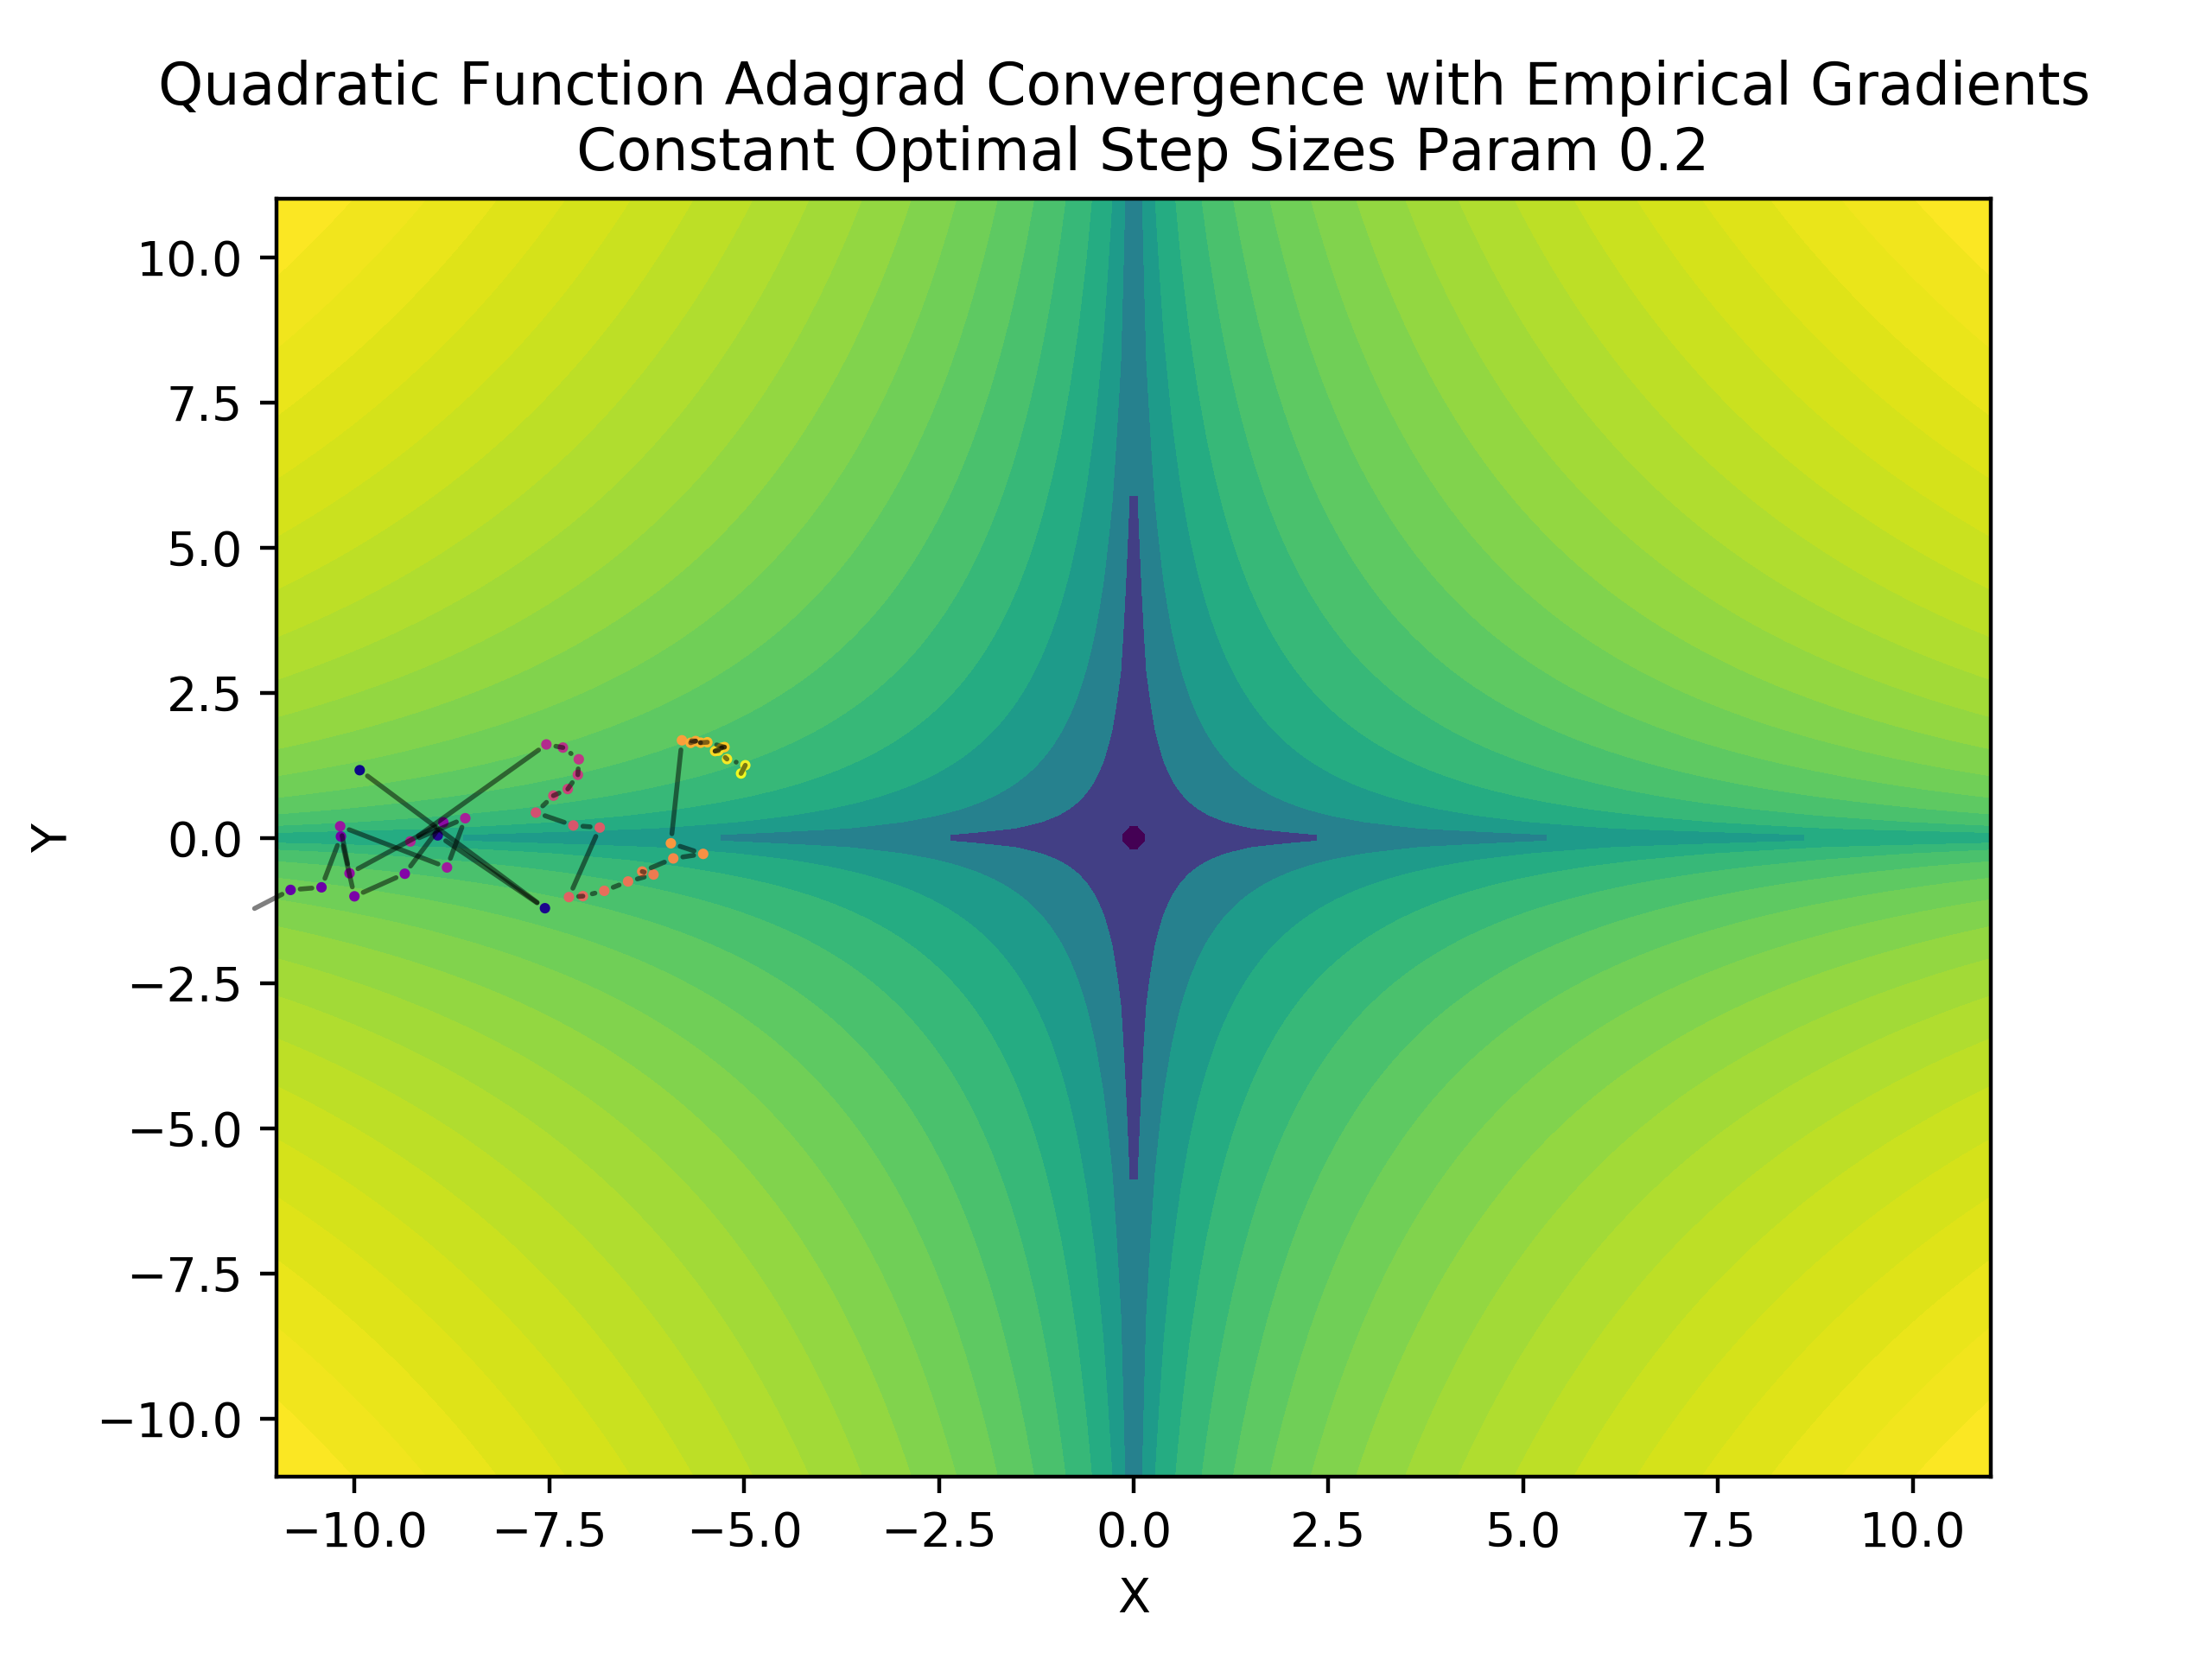 Quadratic Function Adagrad Convergence with Empirical Gradients
Constant Optimal Step Sizes Param 0.2
10.0
7.5
5.0
2.5
0.0
−2.5
−5.0
−7.5
−10.0
Y
−10.0 −7.5 −5.0 −2.5 0.0 2.5 5.0 7.5 10.0
X